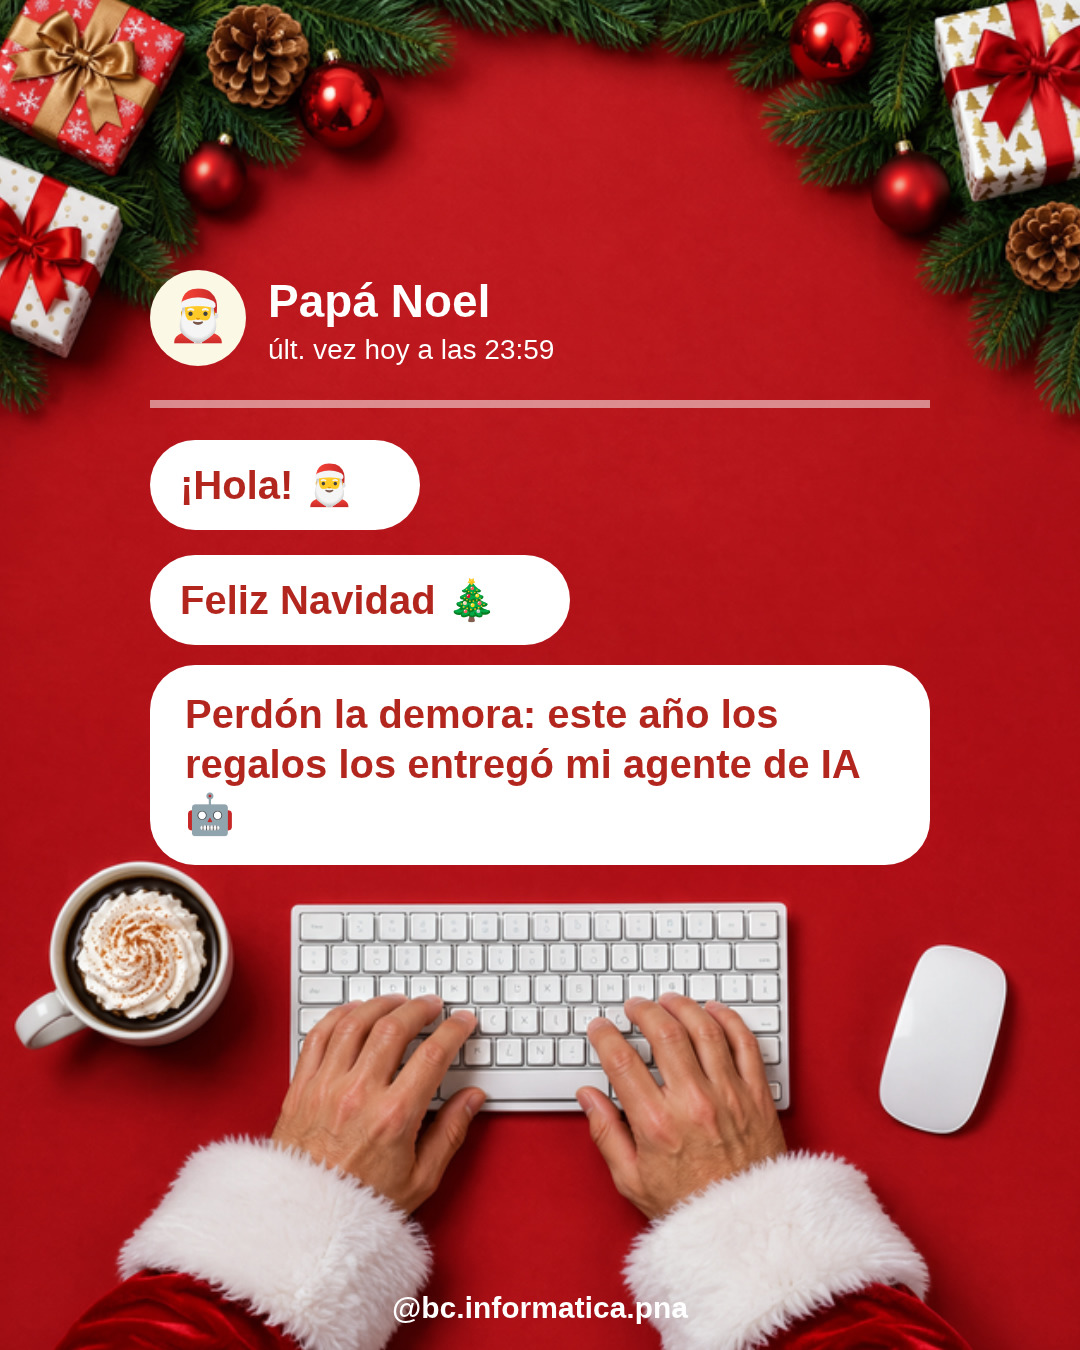 Papá Noel
últ. vez hoy a las 23:59
¡Hola! 🎅
Feliz Navidad 🎄
Perdón la demora: este año los
regalos los entregó mi agente de IA
🤖
@bc.informatica.pna